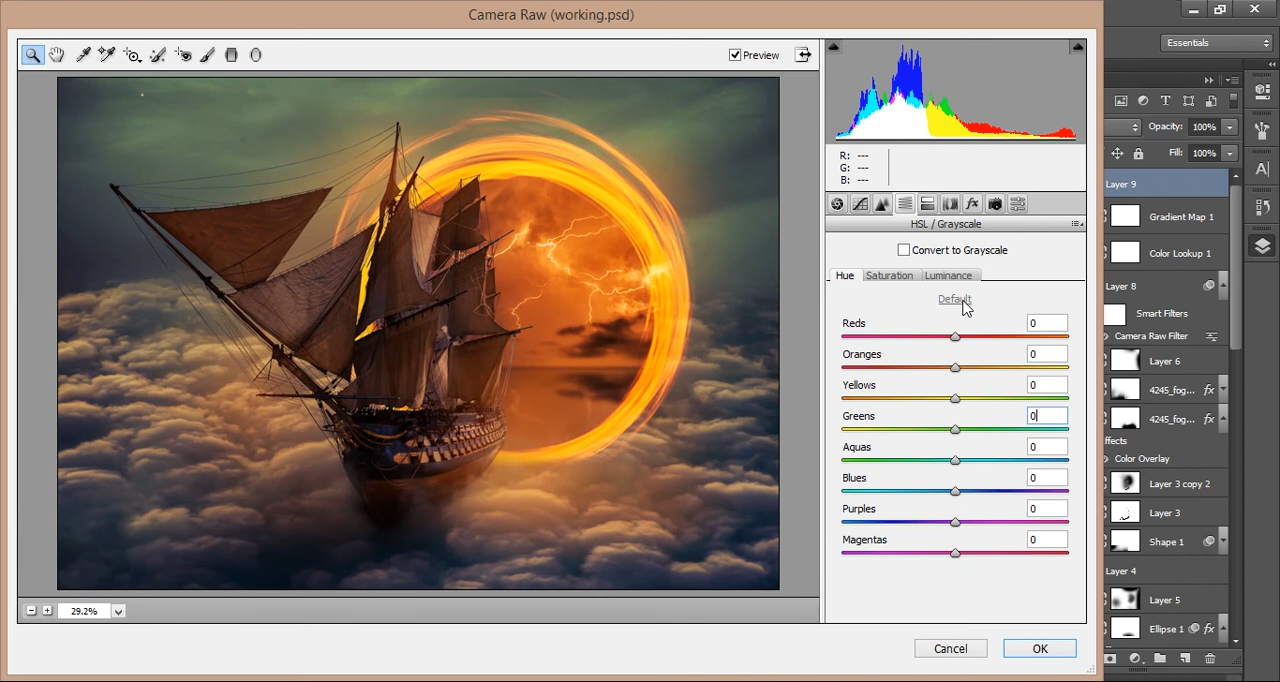 Camera Raw (working.psd)
Essentials
Preview
Opacity: 100%
R: ---
G: ---
B: ---
Fill: 100%
HSL / Grayscale
Convert to Grayscale
Hue Saturation Luminance
Default
Reds 0
Oranges 0
Yellows 0
Greens 0
Aquas 0
Blues 0
Purples 0
Magentas 0
29.2%
Cancel OK
Layer 9
Gradient Map 1
Color Lookup 1
Layer 8
Smart Filters
Camera Raw Filter
Layer 6
4245_fog... fx
4245_fog... fx
ffects
Color Overlay
Layer 3 copy 2
Layer 3
Shape 1
Layer 4
Layer 5
Ellipse 1 fx